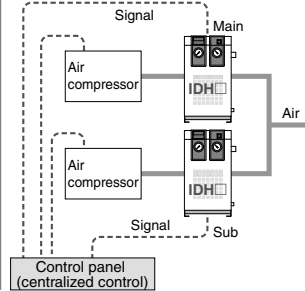 Signal
Main
Air
compressor
IDH□
Air
Air
compressor
IDH□
Signal
Sub
Control panel
(centralized control)